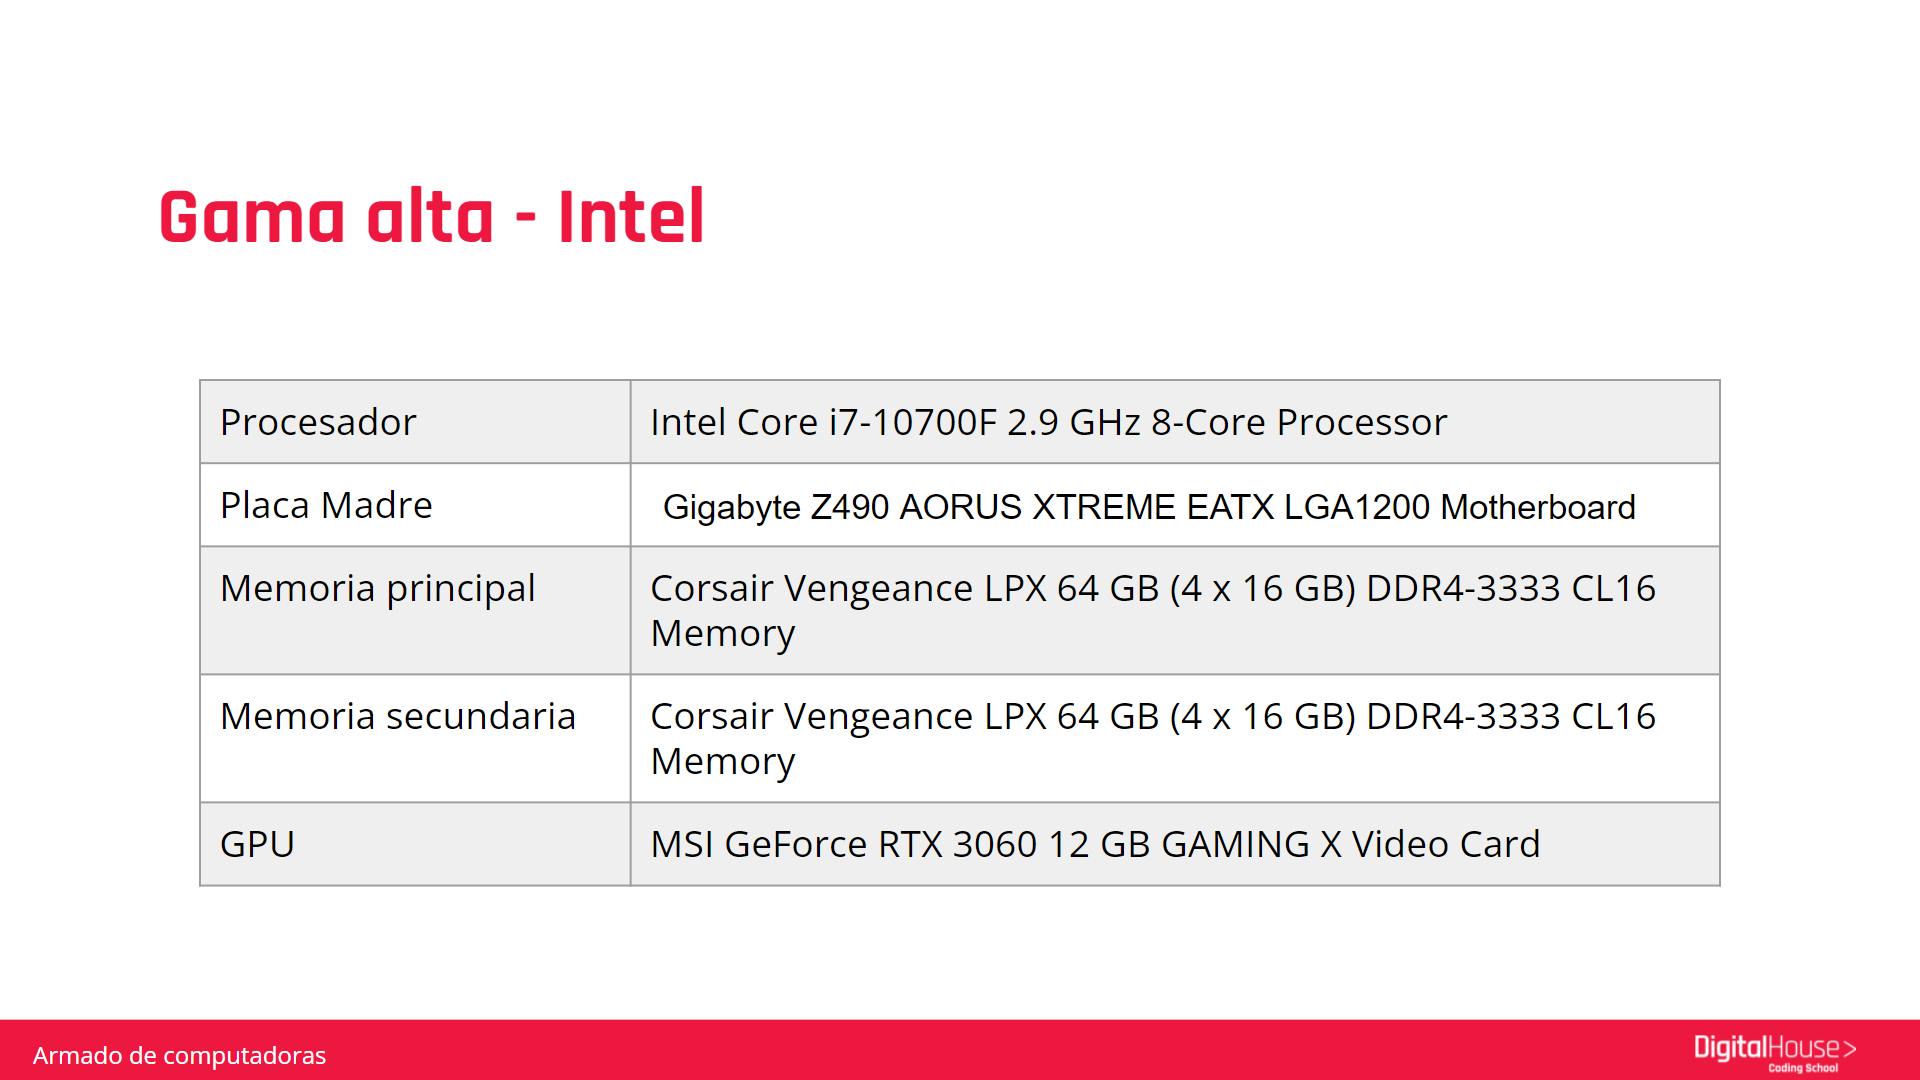 Gama alta - Intel
Procesador
Intel Core i7-10700F 2.9 GHz 8-Core Processor
Placa Madre
Gigabyte Z490 AORUS XTREME EATX LGA1200 Motherboard
Memoria principal
Corsair Vengeance LPX 64 GB (4 x 16 GB) DDR4-3333 CL16
Memory
Memoria secundaria
Corsair Vengeance LPX 64 GB (4 x 16 GB) DDR4-3333 CL16
Memory
GPU
MSI GeForce RTX 3060 12 GB GAMING X Video Card
Armado de computadoras
DigitalHouse>
Coding School